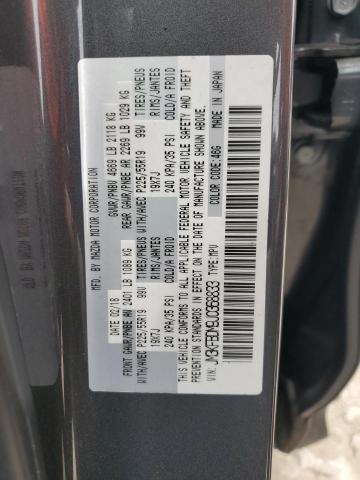 MFD. BY: MAZDA MOTOR CORPORATION
DATE: 02/18 GVWR/PNBV 4669 LB 2118 KG
FRONT GAWR/PNBE AV 2401 LB 1089 KG REAR GAWR/PNBE AR 2269 LB 1029 KG
WITH/AVEC P225/55R19 99V TIRES/PNEUS WITH/AVEC P225/55R19 99V TIRES/PNEUS
19X7J RIMS/JANTES 19X7J RIMS/JANTES
240 KPA/35 PSI COLD/A FROID 240 KPA/35 PSI COLD/A FROID
THIS VEHICLE CONFORMS TO ALL APPLICABLE FEDERAL MOTOR VEHICLE SAFETY AND THEFT
PREVENTION STANDARDS IN EFFECT ON THE DATE OF MANUFACTURE SHOWN ABOVE.
VIN: TYPE: MPV COLOR CODE: 46G
MADE IN JAPAN